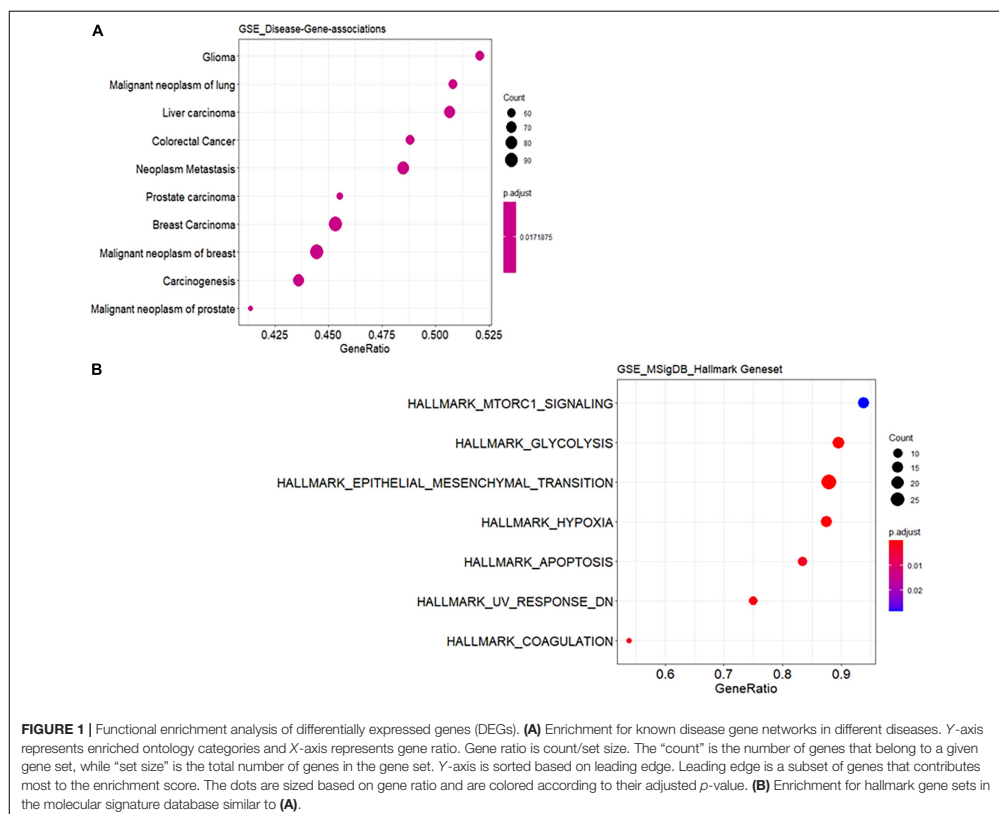 A
GSE_Disease-Gene-associations
Glioma
Malignant neoplasm of lung
Liver carcinoma
Colorectal Cancer
Neoplasm Metastasis
Prostate carcinoma
Breast Carcinoma
Malignant neoplasm of breast
Carcinogenesis
Malignant neoplasm of prostate
0.425 0.450 0.475 0.500 0.525
GeneRatio
Count
60
70
80
90
p.adjust
0.0171875
B
GSE_MSigDB_Hallmark Geneset
HALLMARK_MTORC1_SIGNALING
HALLMARK_GLYCOLYSIS
HALLMARK_EPITHELIAL_MESENCHYMAL_TRANSITION
HALLMARK_HYPOXIA
HALLMARK_APOPTOSIS
HALLMARK_UV_RESPONSE_DN
HALLMARK_COAGULATION
0.6 0.7 0.8 0.9
GeneRatio
Count
10
15
20
25
p.adjust
0.01
0.02
FIGURE 1 | Functional enrichment analysis of differentially expressed genes (DEGs). (A) Enrichment for known disease gene networks in different diseases. Y-axis
represents enriched ontology categories and X-axis represents gene ratio. Gene ratio is count/set size. The “count” is the number of genes that belong to a given
gene set, while “set size” is the total number of genes in the gene set. Y-axis is sorted based on leading edge. Leading edge is a subset of genes that contributes
most to the enrichment score. The dots are sized based on gene ratio and are colored according to their adjusted p-value. (B) Enrichment for hallmark gene sets in
the molecular signature database similar to (A).